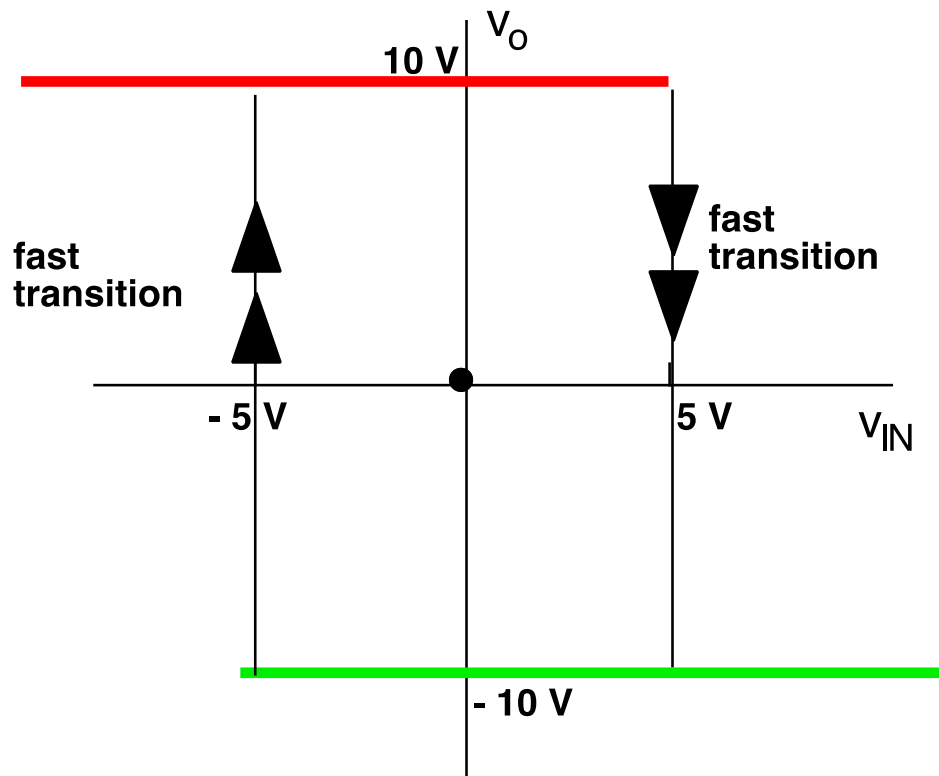 vo
10 V
fast
transition
fast
transition
- 5 V
5 V
vIN
- 10 V